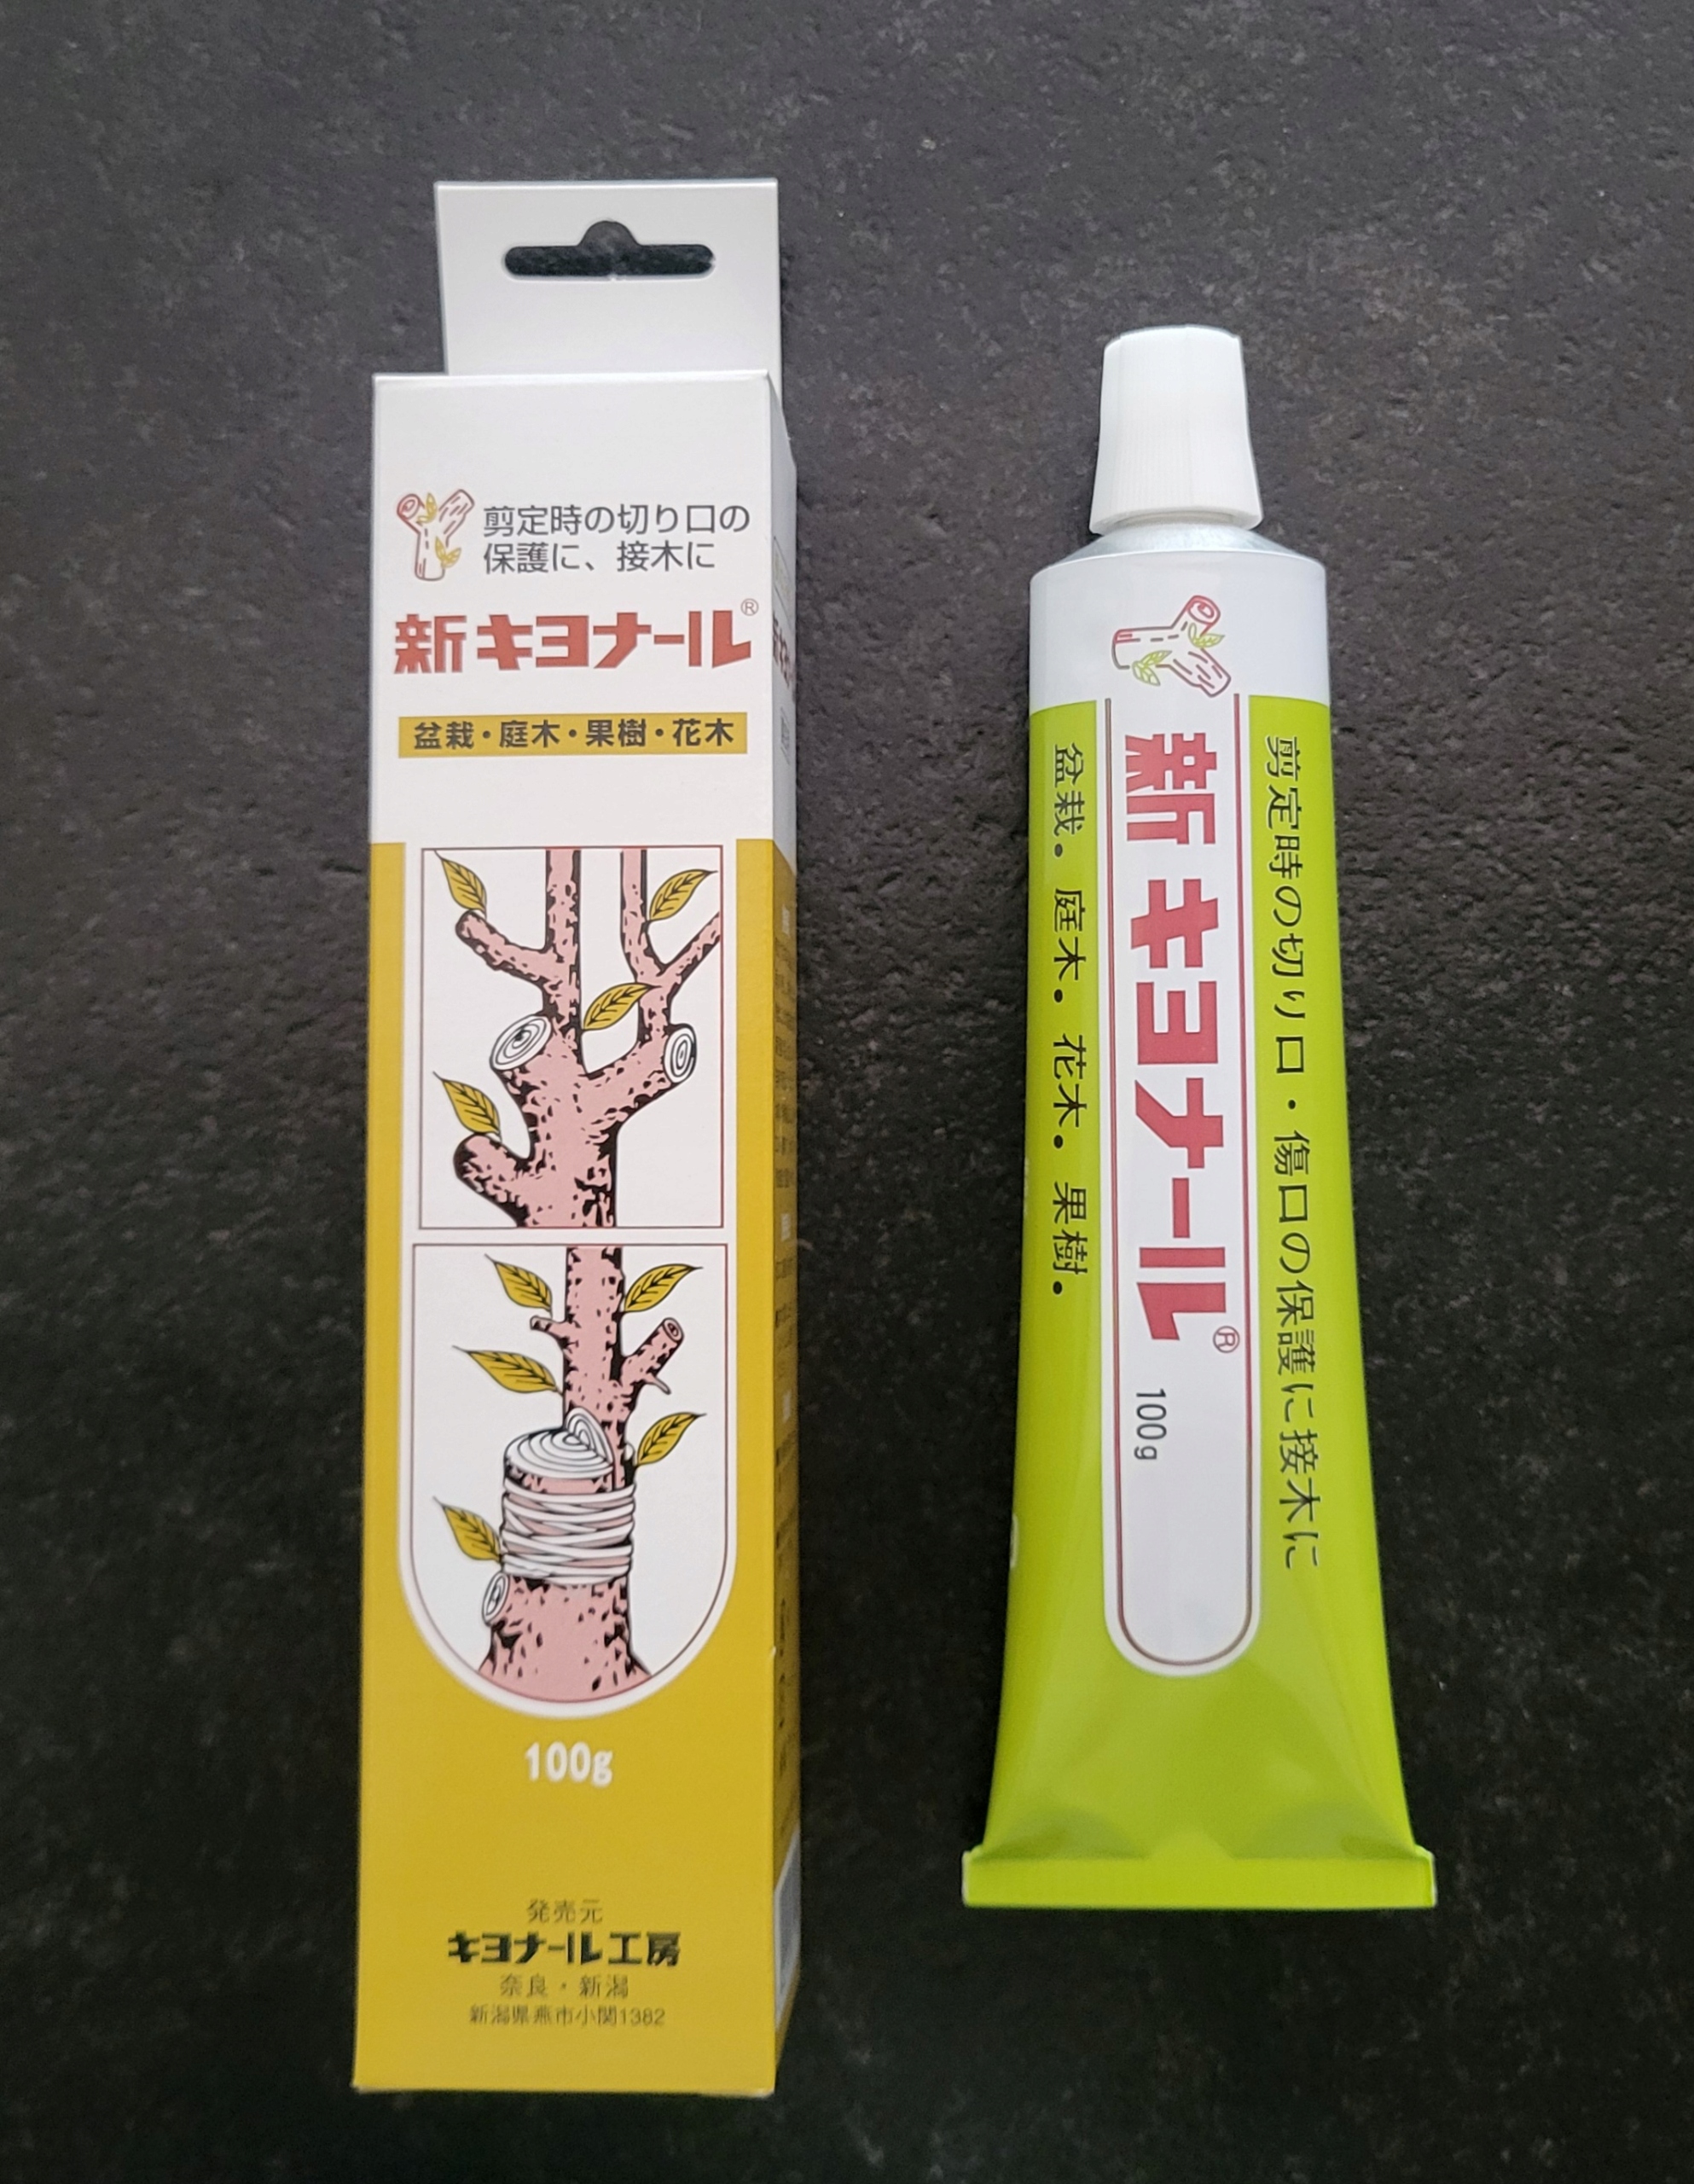 剪定時の切り口の
保護に、接木に
新キヨナール®
盆栽・庭木・果樹・花木
100g
発売元
キヨナール工房
奈良・新潟
新潟県燕市小関1382
剪定時の切り口・傷口の保護に接木に
新キヨナール®
100g
盆栽。庭木。花木。果樹。